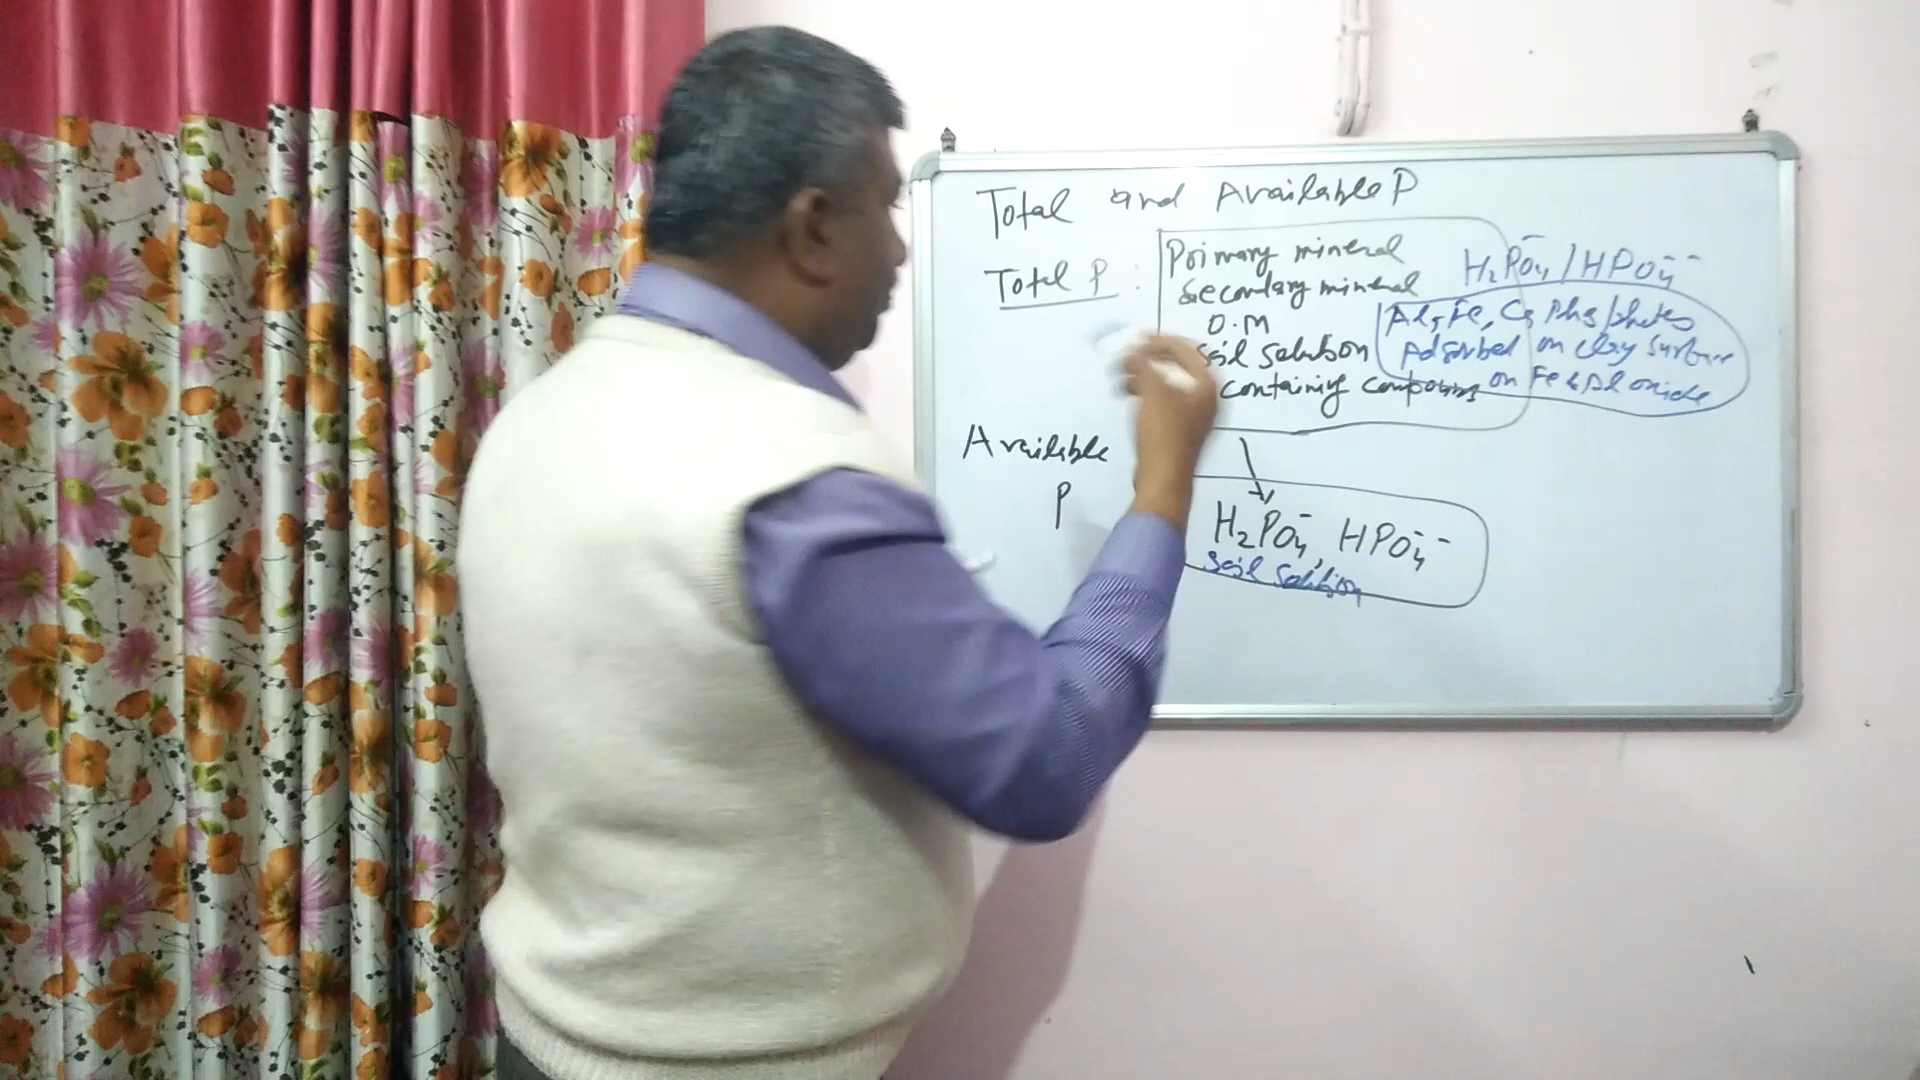 Total and Available P
Total P : Primary mineral
Secondary mineral
O.M
Soil Solution
containing compounds
H₂PO₄⁻/HPO₄⁻⁻
Al, Fe, Ca Phosphates
Adsorbed on clay surface
on Fe & Al oxide
Available
P
H₂PO₄⁻, HPO₄⁻⁻
Soil Solution